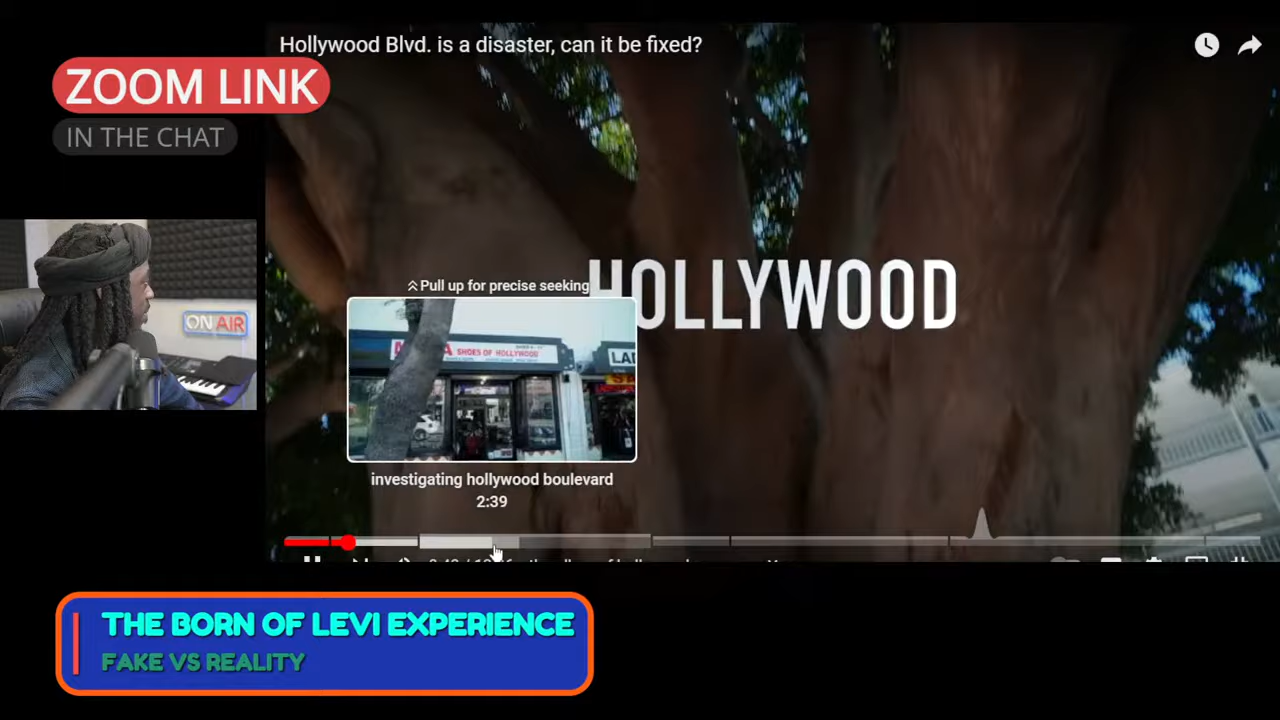 Hollywood Blvd. is a disaster, can it be fixed?
ZOOM LINK
IN THE CHAT
HOLLYWOOD
Pull up for precise seeking
SHOES OF HOLLYWOOD
ON AIR
investigating hollywood boulevard
2:39
THE BORN OF LEVI EXPERIENCE
FAKE VS REALITY